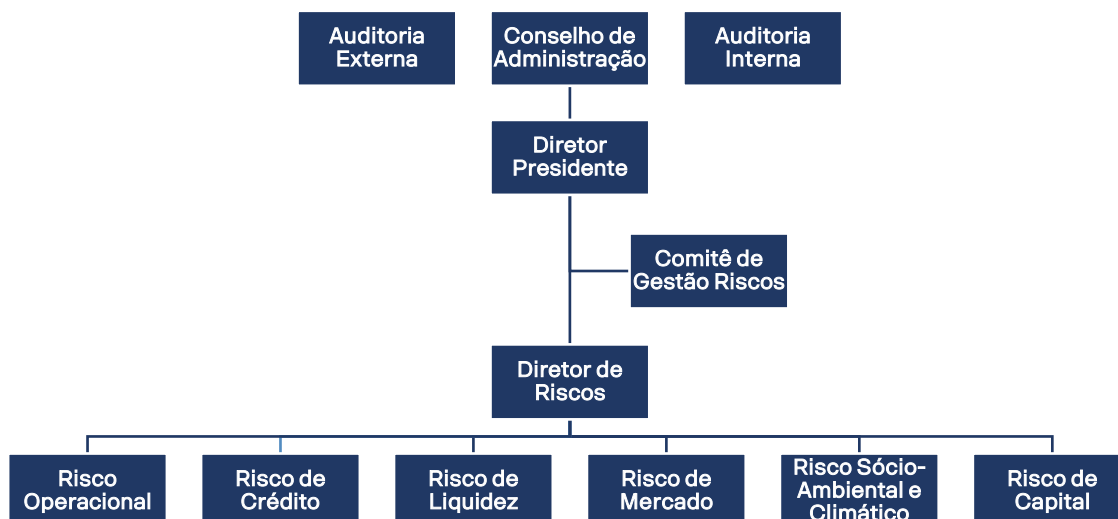 Auditoria
Externa
Conselho de
Administração
Auditoria
Interna
Diretor
Presidente
Comitê de
Gestão Riscos
Diretor de
Riscos
Risco
Operacional
Risco de
Crédito
Risco de
Liquidez
Risco de
Mercado
Risco Sócio-
Ambiental e
Climático
Risco de
Capital